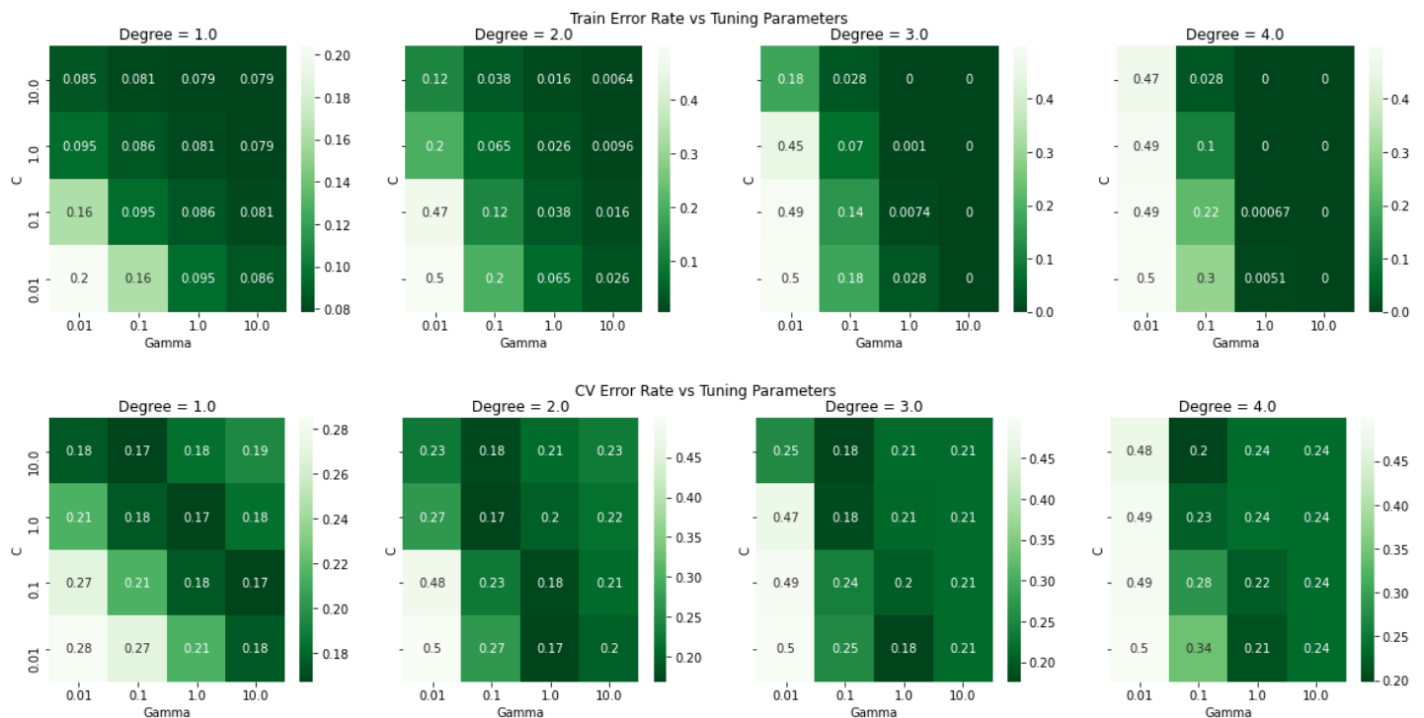 Train Error Rate vs Tuning Parameters
Degree = 1.0 Degree = 2.0 Degree = 3.0 Degree = 4.0
10.0 0.085 0.081 0.079 0.079 0.12 0.038 0.016 0.0064 0.18 0.028 0 0 0.47 0.028 0 0
1.0 0.095 0.086 0.081 0.079 0.2 0.065 0.026 0.0096 0.45 0.07 0.001 0 0.49 0.1 0 0
C C C C
0.1 0.16 0.095 0.086 0.081 0.47 0.12 0.038 0.016 0.49 0.14 0.0074 0 0.49 0.22 0.00067 0
0.01 0.2 0.16 0.095 0.086 0.5 0.2 0.065 0.026 0.5 0.18 0.028 0 0.5 0.3 0.0051 0
0.01 0.1 1.0 10.0 0.01 0.1 1.0 10.0 0.01 0.1 1.0 10.0 0.01 0.1 1.0 10.0
Gamma Gamma Gamma Gamma
0.20 0.18 0.16 0.14 0.12 0.10 0.08
0.4 0.3 0.2 0.1
0.4 0.3 0.2 0.1 0.0
0.4 0.3 0.2 0.1 0.0
CV Error Rate vs Tuning Parameters
Degree = 1.0 Degree = 2.0 Degree = 3.0 Degree = 4.0
10.0 0.18 0.17 0.18 0.19 0.23 0.18 0.21 0.23 0.25 0.18 0.21 0.21 0.48 0.2 0.24 0.24
1.0 0.21 0.18 0.17 0.18 0.27 0.17 0.2 0.22 0.47 0.18 0.21 0.21 0.49 0.23 0.24 0.24
C C C C
0.1 0.27 0.21 0.18 0.17 0.48 0.23 0.18 0.21 0.49 0.24 0.2 0.21 0.49 0.28 0.22 0.24
0.01 0.28 0.27 0.21 0.18 0.5 0.27 0.17 0.2 0.5 0.25 0.18 0.21 0.5 0.34 0.21 0.24
0.01 0.1 1.0 10.0 0.01 0.1 1.0 10.0 0.01 0.1 1.0 10.0 0.01 0.1 1.0 10.0
Gamma Gamma Gamma Gamma
0.28 0.26 0.24 0.22 0.20 0.18
0.45 0.40 0.35 0.30 0.25 0.20
0.45 0.40 0.35 0.30 0.25 0.20
0.45 0.40 0.35 0.30 0.25 0.20